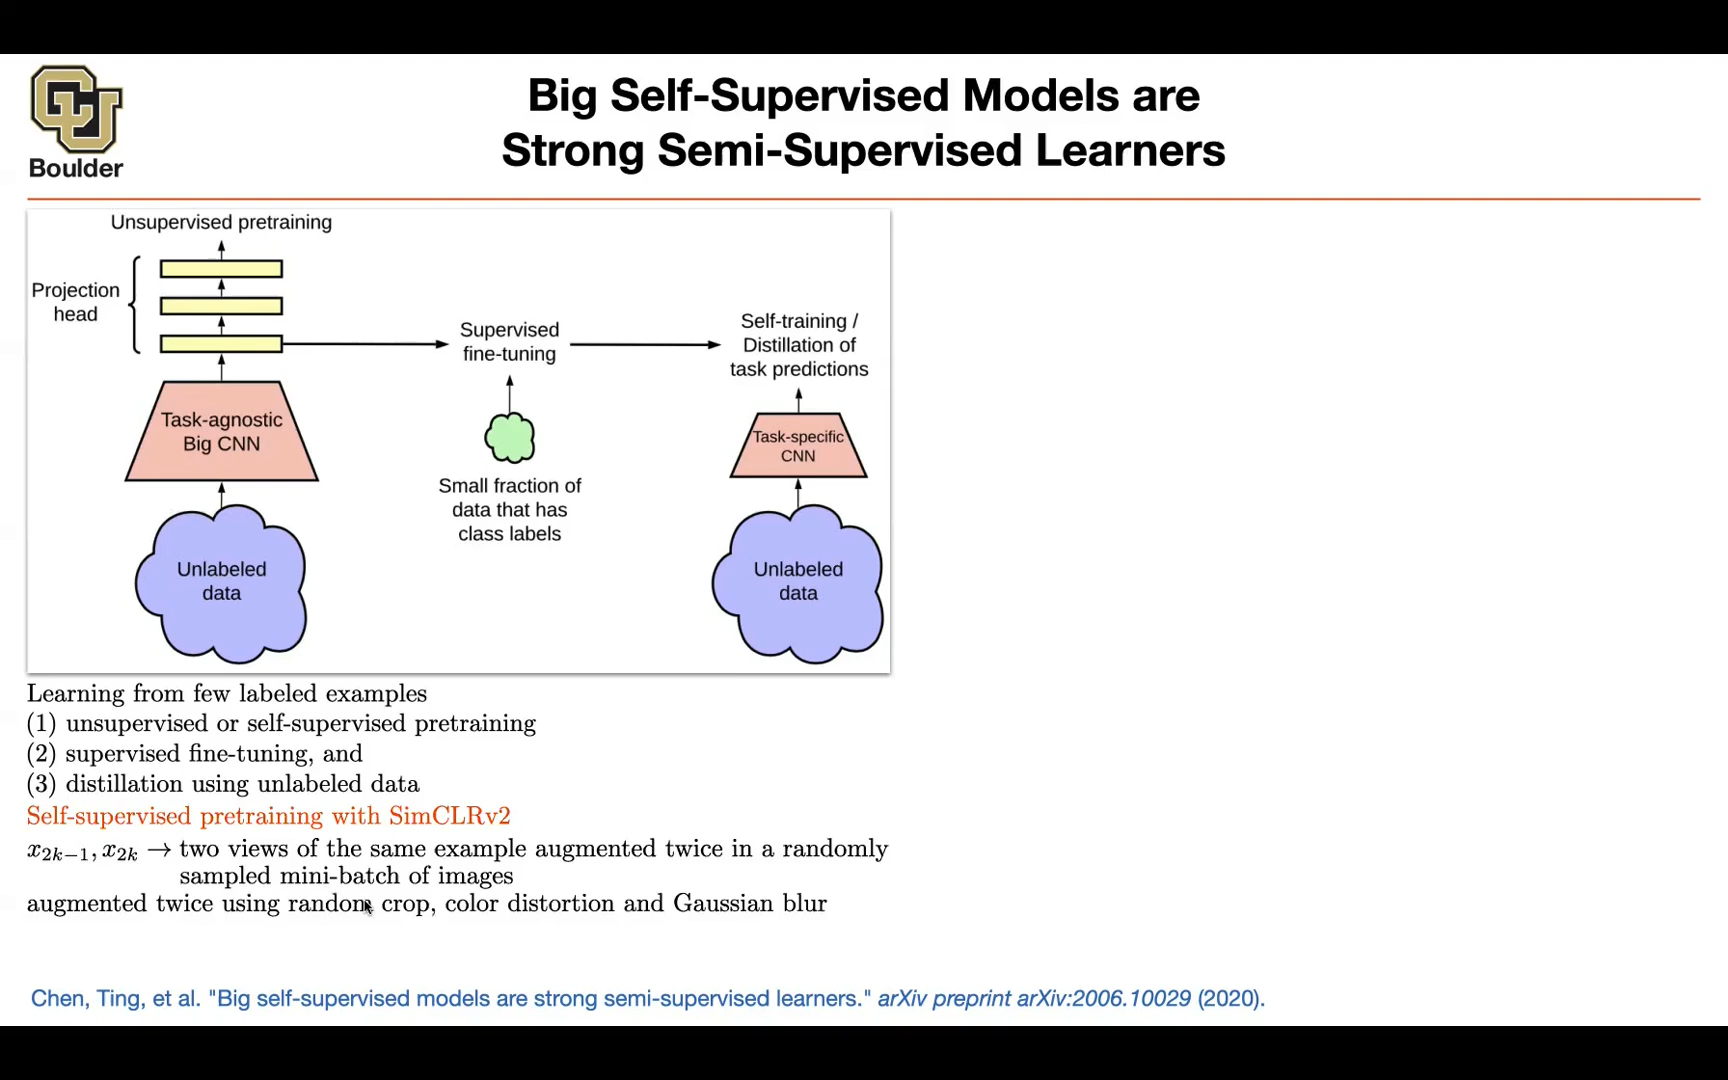 Big Self-Supervised Models are
Strong Semi-Supervised Learners
CU
Boulder
Unsupervised pretraining
Projection
head
Task-agnostic
Big CNN
Unlabeled
data
Supervised
fine-tuning
Small fraction of
data that has
class labels
Self-training /
Distillation of
task predictions
Task-specific
CNN
Unlabeled
data
Learning from few labeled examples
(1) unsupervised or self-supervised pretraining
(2) supervised fine-tuning, and
(3) distillation using unlabeled data
Self-supervised pretraining with SimCLRv2
x₂ₖ₋₁, x₂ₖ → two views of the same example augmented twice in a randomly
sampled mini-batch of images
augmented twice using random crop, color distortion and Gaussian blur
Chen, Ting, et al. "Big self-supervised models are strong semi-supervised learners." arXiv preprint arXiv:2006.10029 (2020).